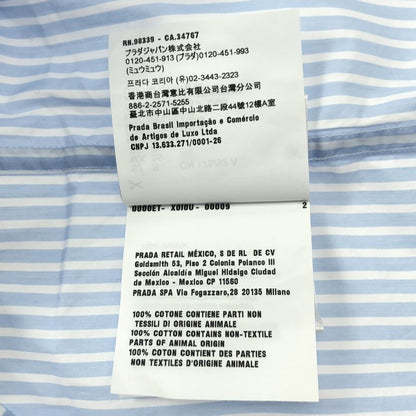 RN.98339 - CA.34767
プラダジャパン株式会社
0120-451-913 (プラダ) 0120-451-993
(ミュウミュウ)
프라다 코리아 (유) 02-3443-2323
香港商台灣意比有限公司台灣分公司
886-2-2571-5255
臺北市中山區中山北路二段44號12樓
Prada Brasil Importação e Comércio
de Artigos de Luxo Ltda
CNPJ 13.633.271/0001-26
0000ET- X0I0U - 00009 2
PRADA RETAIL MÉXICO, S DE RL DE CV
Goldsmith 53, Piso 2 Colonia Polanco III
Sección Alcaldía Miguel Hidalgo Ciudad
de Mexico - Mexico CP 11560
PRADA SPA Via Fogazzaro,28 20135 Milano
100% COTONE CONTIENE PARTI NON
TESSILI DI ORIGINE ANIMALE
100% COTTON CONTAINS NON-TEXTILE
PARTS OF ANIMAL ORIGIN
100% COTON CONTIENT DES PARTIES
NON TEXTILES D'ORIGINE ANIMALE